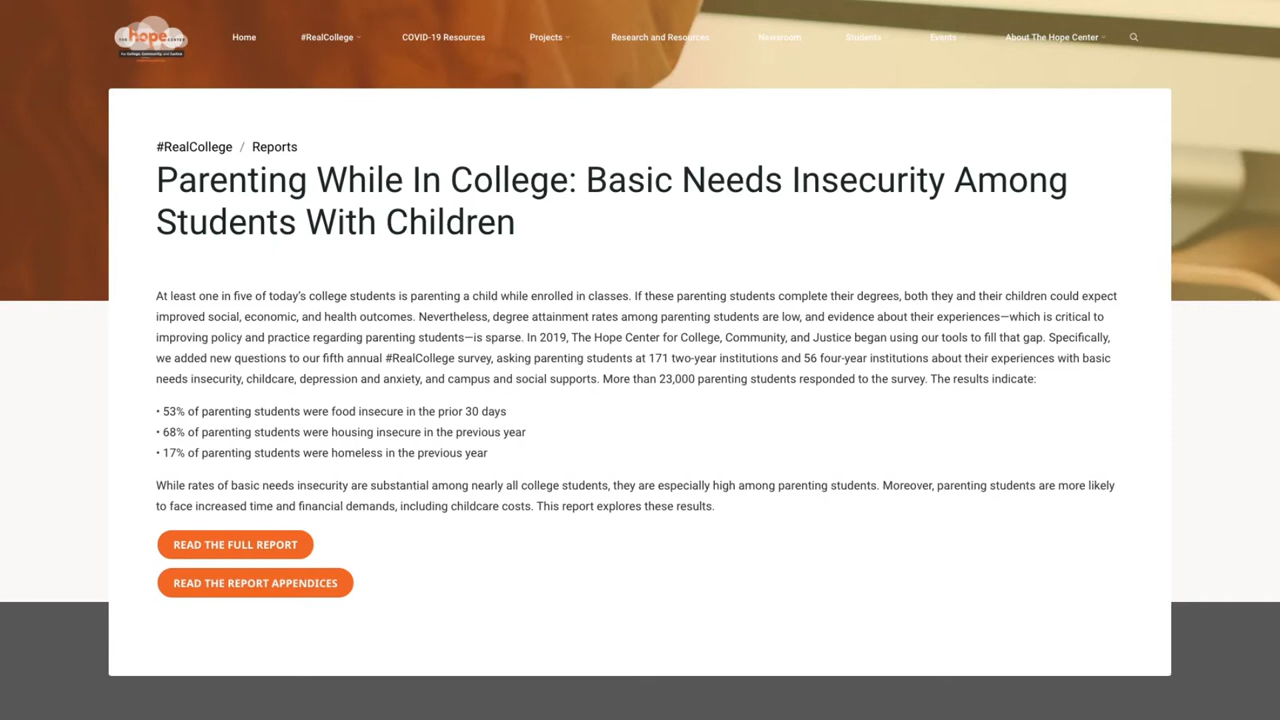 THE hope CENTER
For College, Community, and Justice
Home #RealCollege COVID-19 Resources Projects Research and Resources Newsroom Students Events About The Hope Center
#RealCollege / Reports
Parenting While In College: Basic Needs Insecurity Among
Students With Children
At least one in five of today’s college students is parenting a child while enrolled in classes. If these parenting students complete their degrees, both they and their children could expect
improved social, economic, and health outcomes. Nevertheless, degree attainment rates among parenting students are low, and evidence about their experiences—which is critical to
improving policy and practice regarding parenting students—is sparse. In 2019, The Hope Center for College, Community, and Justice began using our tools to fill that gap. Specifically,
we added new questions to our fifth annual #RealCollege survey, asking parenting students at 171 two-year institutions and 56 four-year institutions about their experiences with basic
needs insecurity, childcare, depression and anxiety, and campus and social supports. More than 23,000 parenting students responded to the survey. The results indicate:
• 53% of parenting students were food insecure in the prior 30 days
• 68% of parenting students were housing insecure in the previous year
• 17% of parenting students were homeless in the previous year
While rates of basic needs insecurity are substantial among nearly all college students, they are especially high among parenting students. Moreover, parenting students are more likely
to face increased time and financial demands, including childcare costs. This report explores these results.
READ THE FULL REPORT
READ THE REPORT APPENDICES